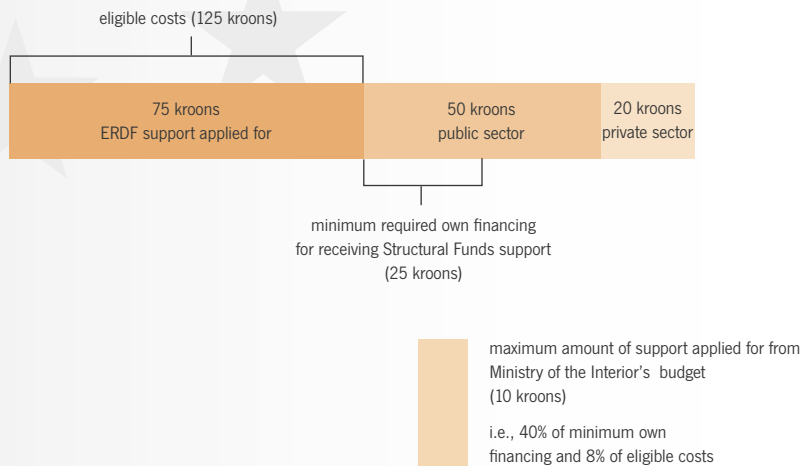 eligible costs (125 kroons)
75 kroons
ERDF support applied for
50 kroons
public sector
20 kroons
private sector
minimum required own financing
for receiving Structural Funds support
(25 kroons)
maximum amount of support applied for from
Ministry of the Interior's budget
(10 kroons)
i.e., 40% of minimum own
financing and 8% of eligible costs